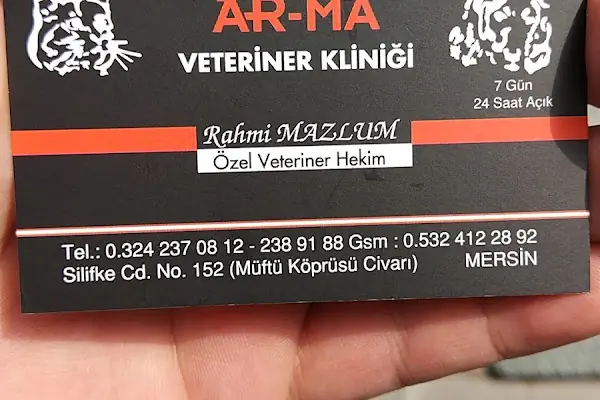 AR-MA
VETERİNER KLİNİĞİ
7 Gün
24 Saat Açık
Rahmi MAZLUM
Özel Veteriner Hekim
Tel.: 0.324 237 08 12 - 238 91 88 Gsm : 0.532 412 28 92
Silifke Cd. No. 152 (Müftü Köprüsü Civarı) MERSİN